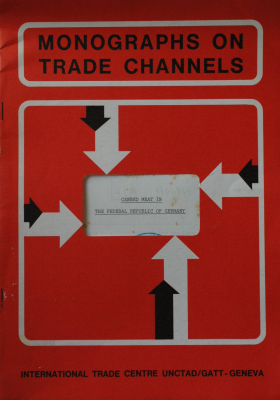 MONOGRAPHS ON
TRADE CHANNELS
CANNED MEAT IN
THE FEDERAL REPUBLIC OF GERMANY
INTERNATIONAL TRADE CENTRE UNCTAD/GATT - GENEVA